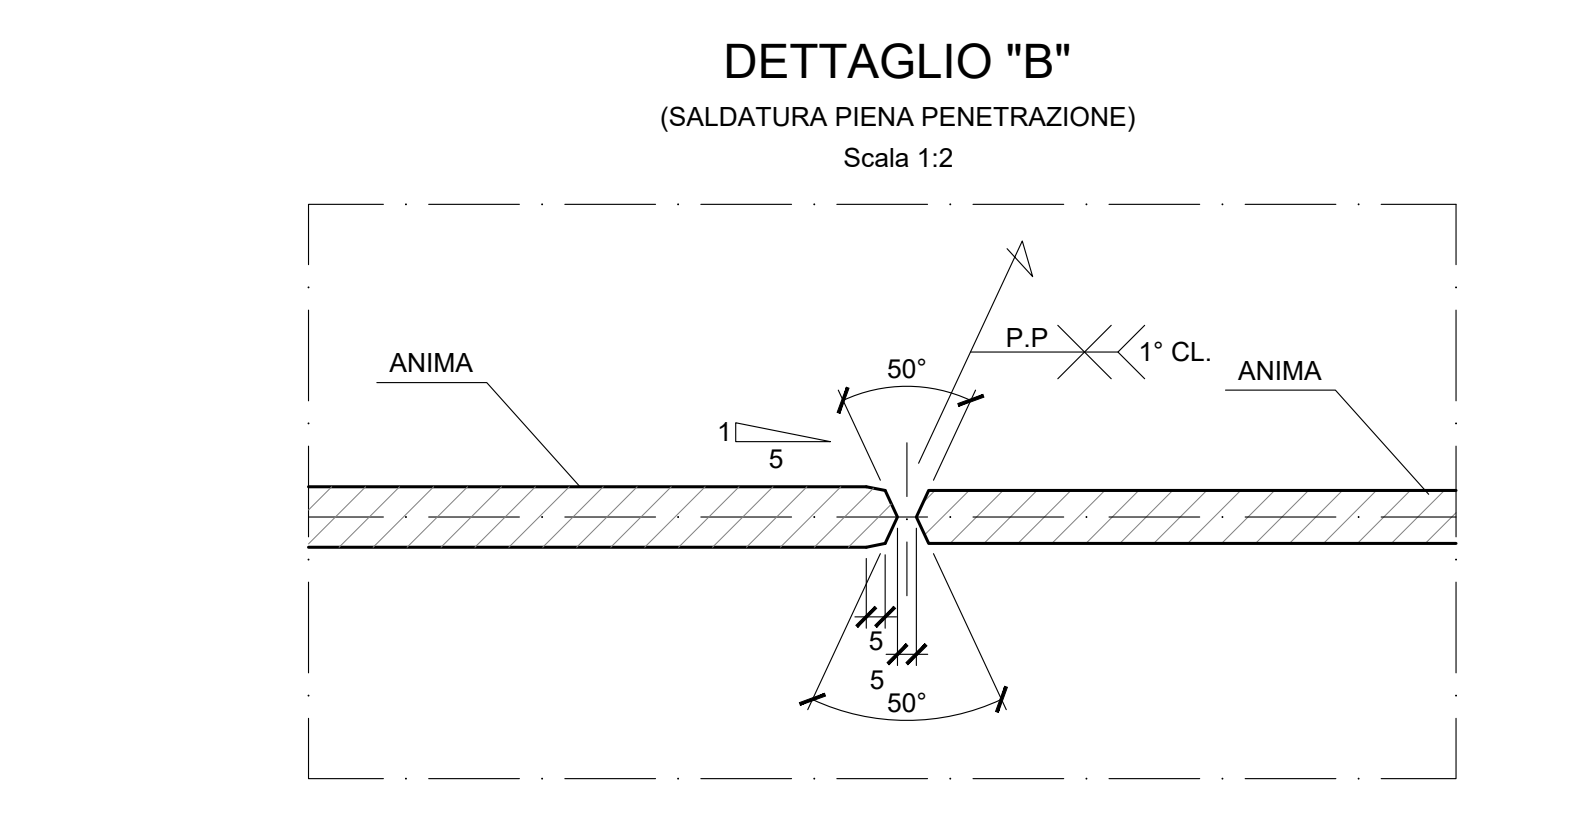 DETTAGLIO "B"
(SALDATURA PIENA PENETRAZIONE)
Scala 1:2
P.P
1° CL.
ANIMA
50°
ANIMA
1
5
5
5
50°